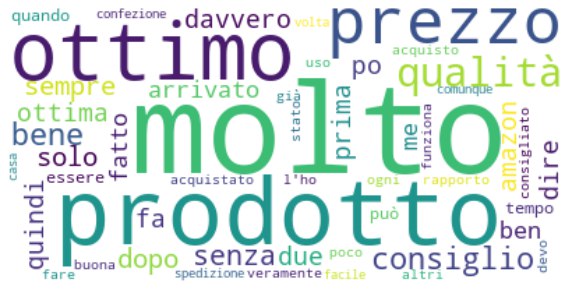 quando
confezione
davvero
volta
prezzo
ottimo
uso
acquisto
po
qualità
sempre
arrivato
già
prima
comunque
ottima
stato
molto
me
funziona
amazon
consigliato
bene
solo
fatto
dire
casa
essere
acquistato
l'ho
ogni
rapporto
quindi
prodotto
fa
può
tempo
ben
dopo
senza
due
poco
consiglio
devo
fare
buona
spedizione
veramente
facile
altri